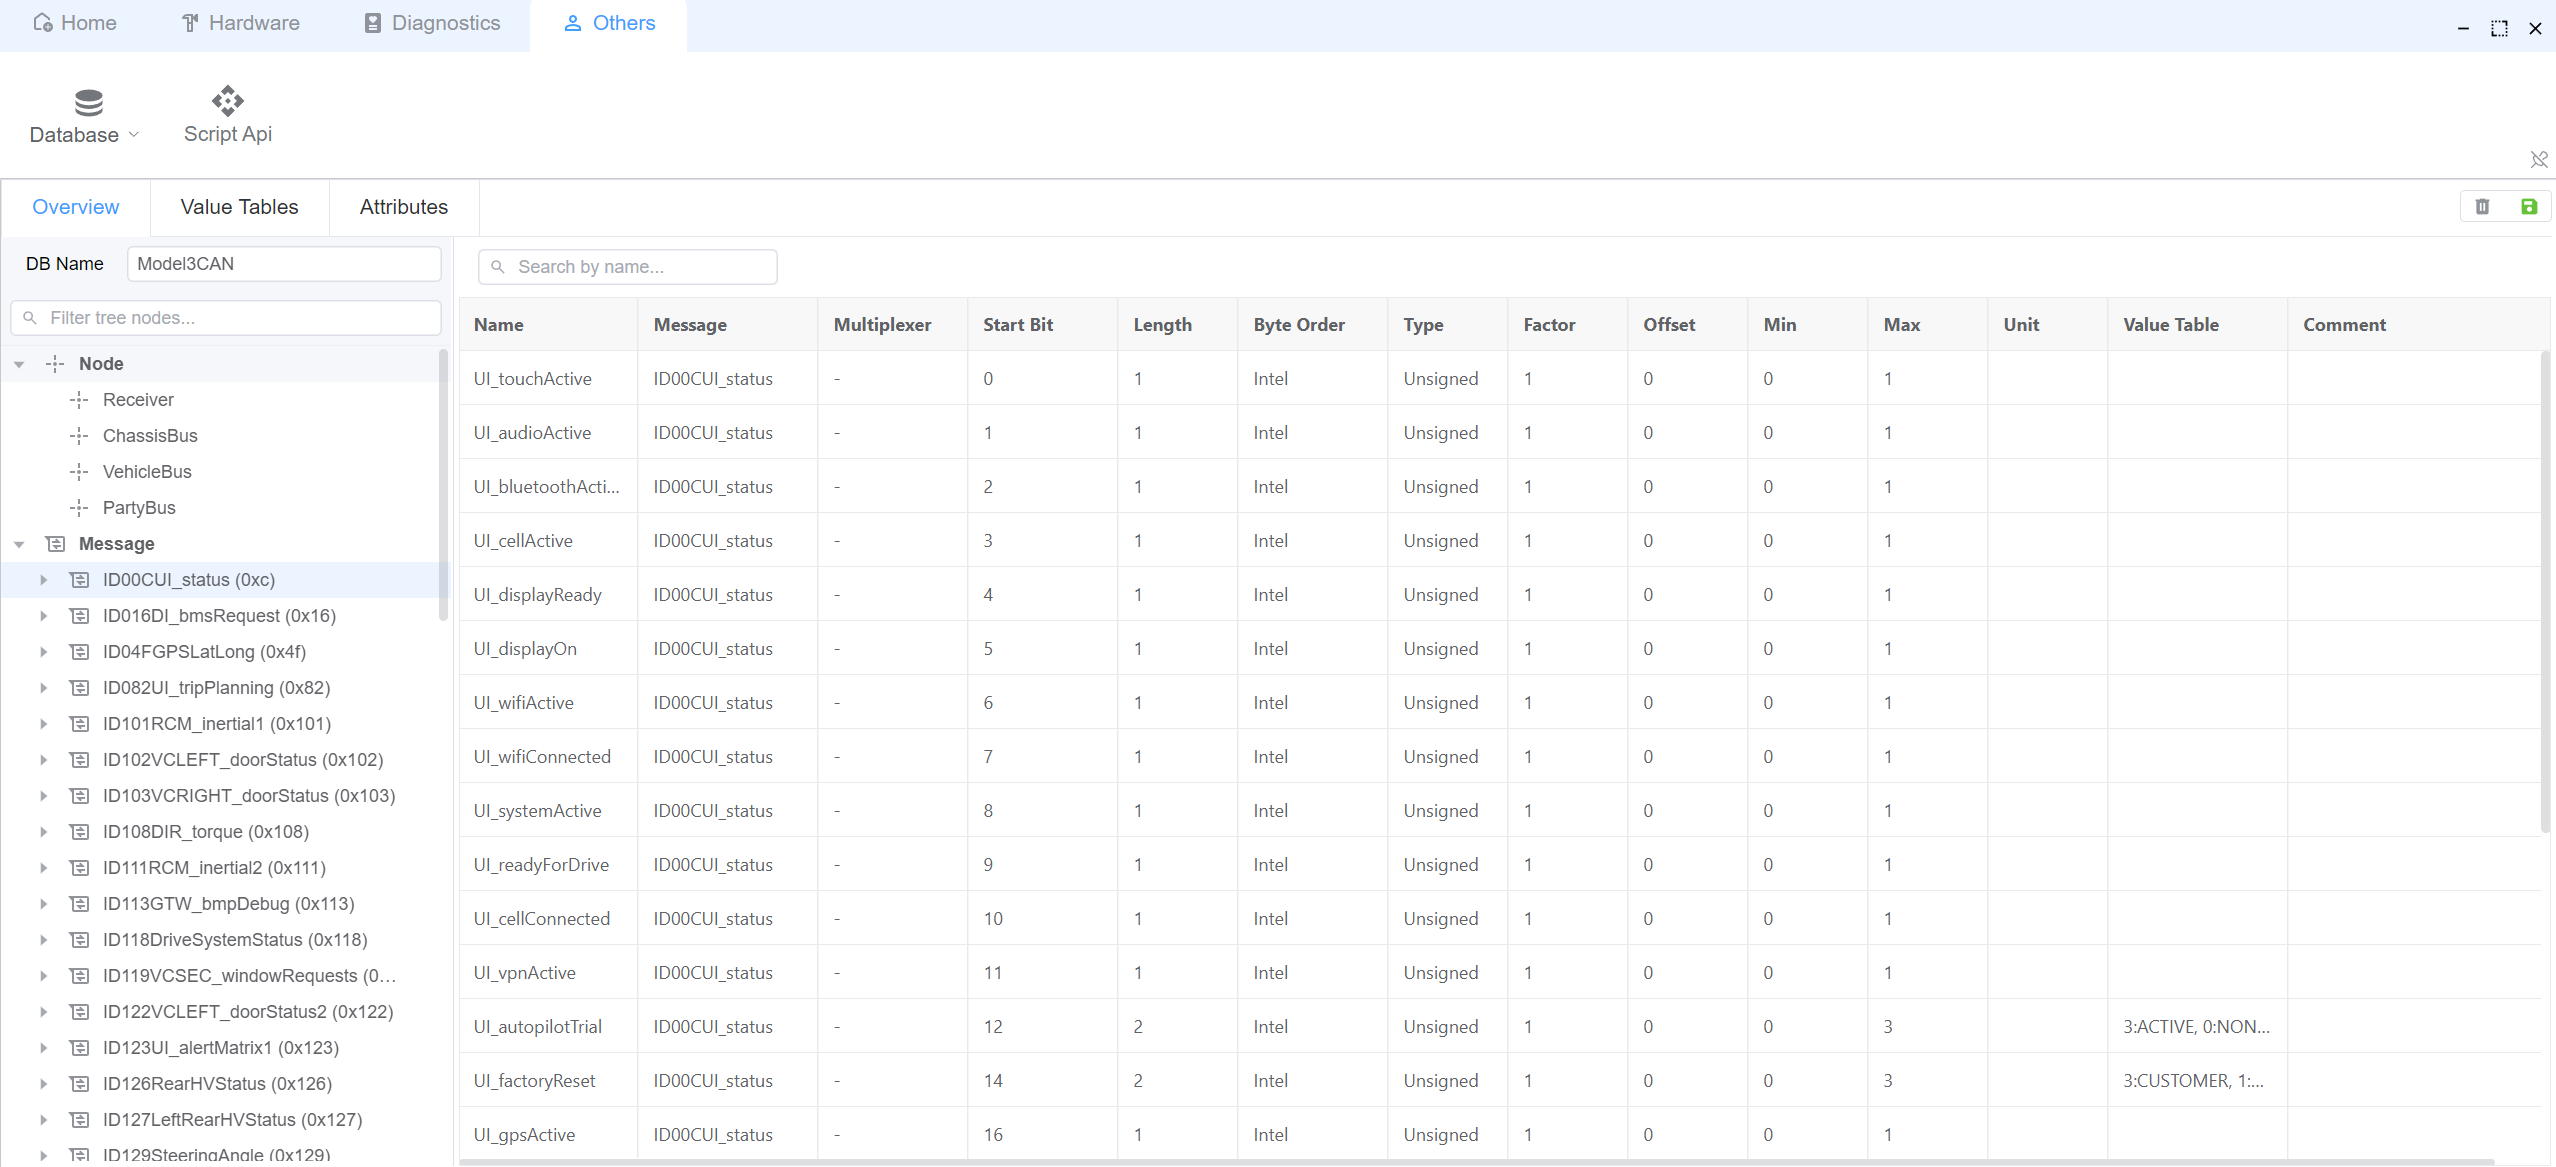 Home Hardware Diagnostics Others
Database Script Api
Overview Value Tables Attributes
DB Name Model3CAN
Filter tree nodes...
Node
Receiver
ChassisBus
VehicleBus
PartyBus
Message
ID00CUI_status (0xc)
ID016DI_bmsRequest (0x16)
ID04FGPSLatLong (0x4f)
ID082UI_tripPlanning (0x82)
ID101RCM_inertial1 (0x101)
ID102VCLEFT_doorStatus (0x102)
ID103VCRIGHT_doorStatus (0x103)
ID108DIR_torque (0x108)
ID111RCM_inertial2 (0x111)
ID113GTW_bmpDebug (0x113)
ID118DriveSystemStatus (0x118)
ID119VCSEC_windowRequests (0...
ID122VCLEFT_doorStatus2 (0x122)
ID123UI_alertMatrix1 (0x123)
ID126RearHVStatus (0x126)
ID127LeftRearHVStatus (0x127)
ID129SteeringAngle (0x129)
Search by name...
Name Message Multiplexer Start Bit Length Byte Order Type Factor Offset Min Max Unit Value Table Comment
UI_touchActive ID00CUI_status - 0 1 Intel Unsigned 1 0 0 1
UI_audioActive ID00CUI_status - 1 1 Intel Unsigned 1 0 0 1
UI_bluetoothActi... ID00CUI_status - 2 1 Intel Unsigned 1 0 0 1
UI_cellActive ID00CUI_status - 3 1 Intel Unsigned 1 0 0 1
UI_displayReady ID00CUI_status - 4 1 Intel Unsigned 1 0 0 1
UI_displayOn ID00CUI_status - 5 1 Intel Unsigned 1 0 0 1
UI_wifiActive ID00CUI_status - 6 1 Intel Unsigned 1 0 0 1
UI_wifiConnected ID00CUI_status - 7 1 Intel Unsigned 1 0 0 1
UI_systemActive ID00CUI_status - 8 1 Intel Unsigned 1 0 0 1
UI_readyForDrive ID00CUI_status - 9 1 Intel Unsigned 1 0 0 1
UI_cellConnected ID00CUI_status - 10 1 Intel Unsigned 1 0 0 1
UI_vpnActive ID00CUI_status - 11 1 Intel Unsigned 1 0 0 1
UI_autopilotTrial ID00CUI_status - 12 2 Intel Unsigned 1 0 0 3 3:ACTIVE, 0:NON...
UI_factoryReset ID00CUI_status - 14 2 Intel Unsigned 1 0 0 3 3:CUSTOMER, 1:...
UI_gpsActive ID00CUI_status - 16 1 Intel Unsigned 1 0 0 1